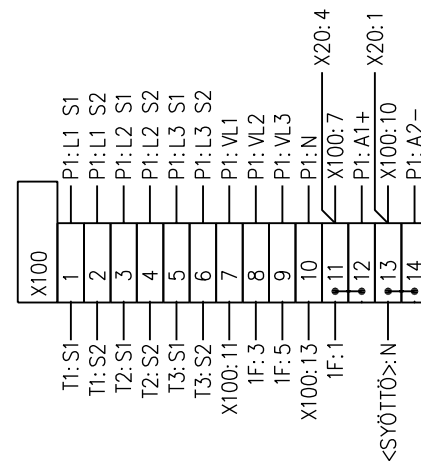 X100
T1: S1 1 P1: L1 S1
T1: S2 2 P1: L1 S2
T2: S1 3 P1: L2 S1
T2: S2 4 P1: L2 S2
T3: S1 5 P1: L3 S1
T3: S2 6 P1: L3 S2
X100: 11 7 P1: VL1
1F: 3 8 P1: VL2
1F: 5 9 P1: VL3
X100: 13 10 P1: N
1F: 1 11 X100: 7 X20: 4
12 P1: A1+
<SYÖTTÖ>: N 13 X100: 10 X20: 1
14 P1: A2-